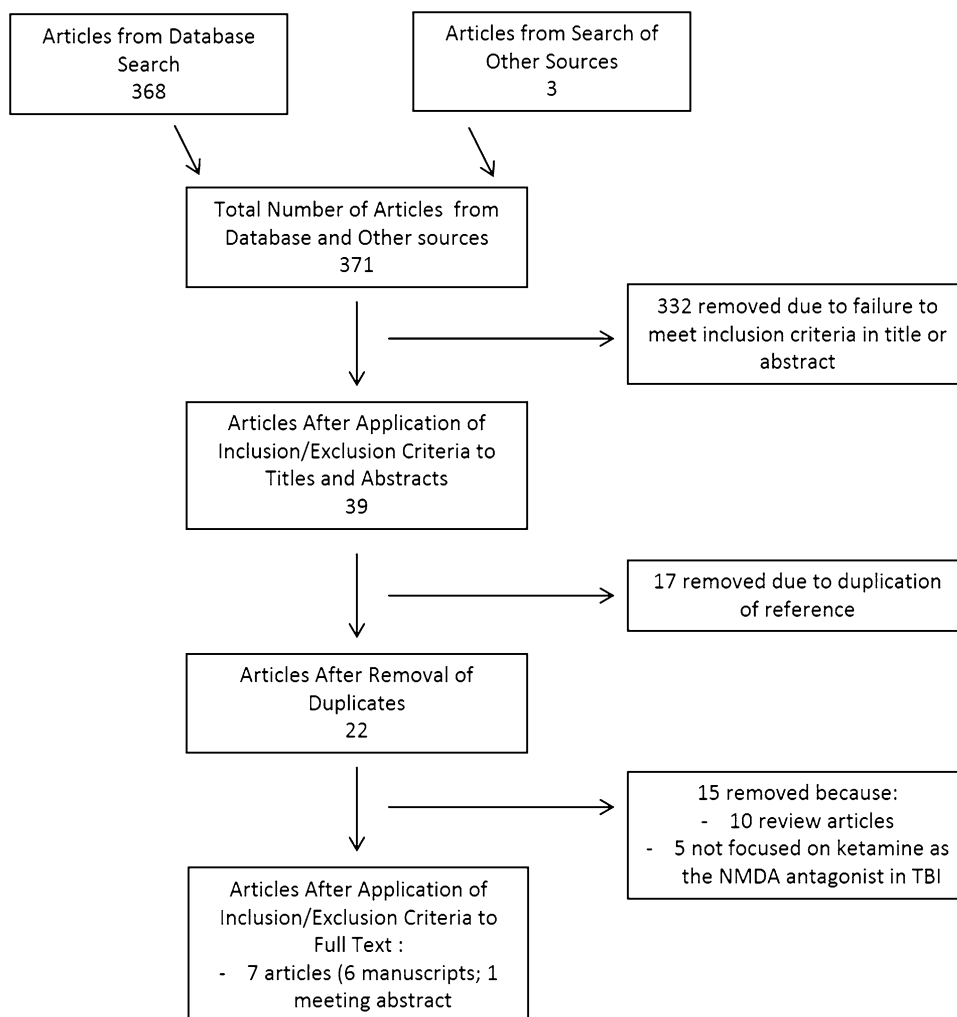 Articles from Database
Search
368
Articles from Search of
Other Sources
3
Total Number of Articles from
Database and Other sources
371
332 removed due to failure to
meet inclusion criteria in title or
abstract
Articles After Application of
Inclusion/Exclusion Criteria to
Titles and Abstracts
39
17 removed due to duplication
of reference
Articles After Removal of
Duplicates
22
15 removed because:
- 10 review articles
- 5 not focused on ketamine as
the NMDA antagonist in TBI
Articles After Application of
Inclusion/Exclusion Criteria to
Full Text :
- 7 articles (6 manuscripts; 1
meeting abstract